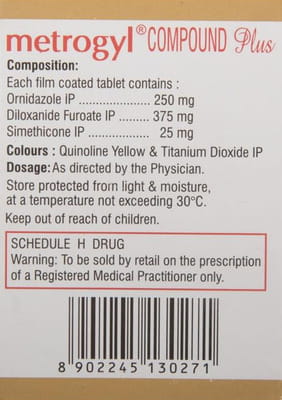 metrogyl® COMPOUND Plus
Composition:
Each film coated tablet contains :
Ornidazole IP ..................... 250 mg
Diloxanide Furoate IP ........ 375 mg
Simethicone IP .................. 25 mg
Colours : Quinoline Yellow & Titanium Dioxide IP
Dosage: As directed by the Physician.
Store protected from light & moisture,
at a temperature not exceeding 30°C.
Keep out of reach of children.
SCHEDULE H DRUG
Warning: To be sold by retail on the prescription
of a Registered Medical Practitioner only.
8 902245 130271